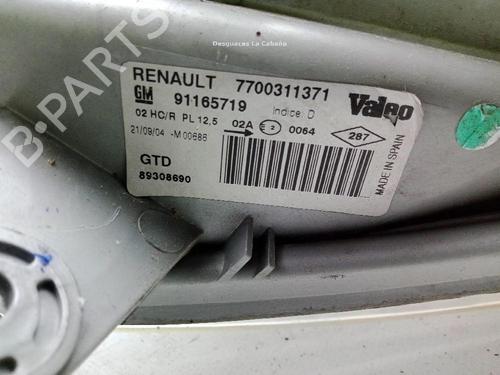 Desguaces La Cabaña
B-PARTS
RENAULT 7700311371
GM 91165719 Indice: D Valeo
02 HC/R PL 12,5 02A E2 0064 287
21/09/04 -M 00686
GTD
89308690
MADE IN SPAIN